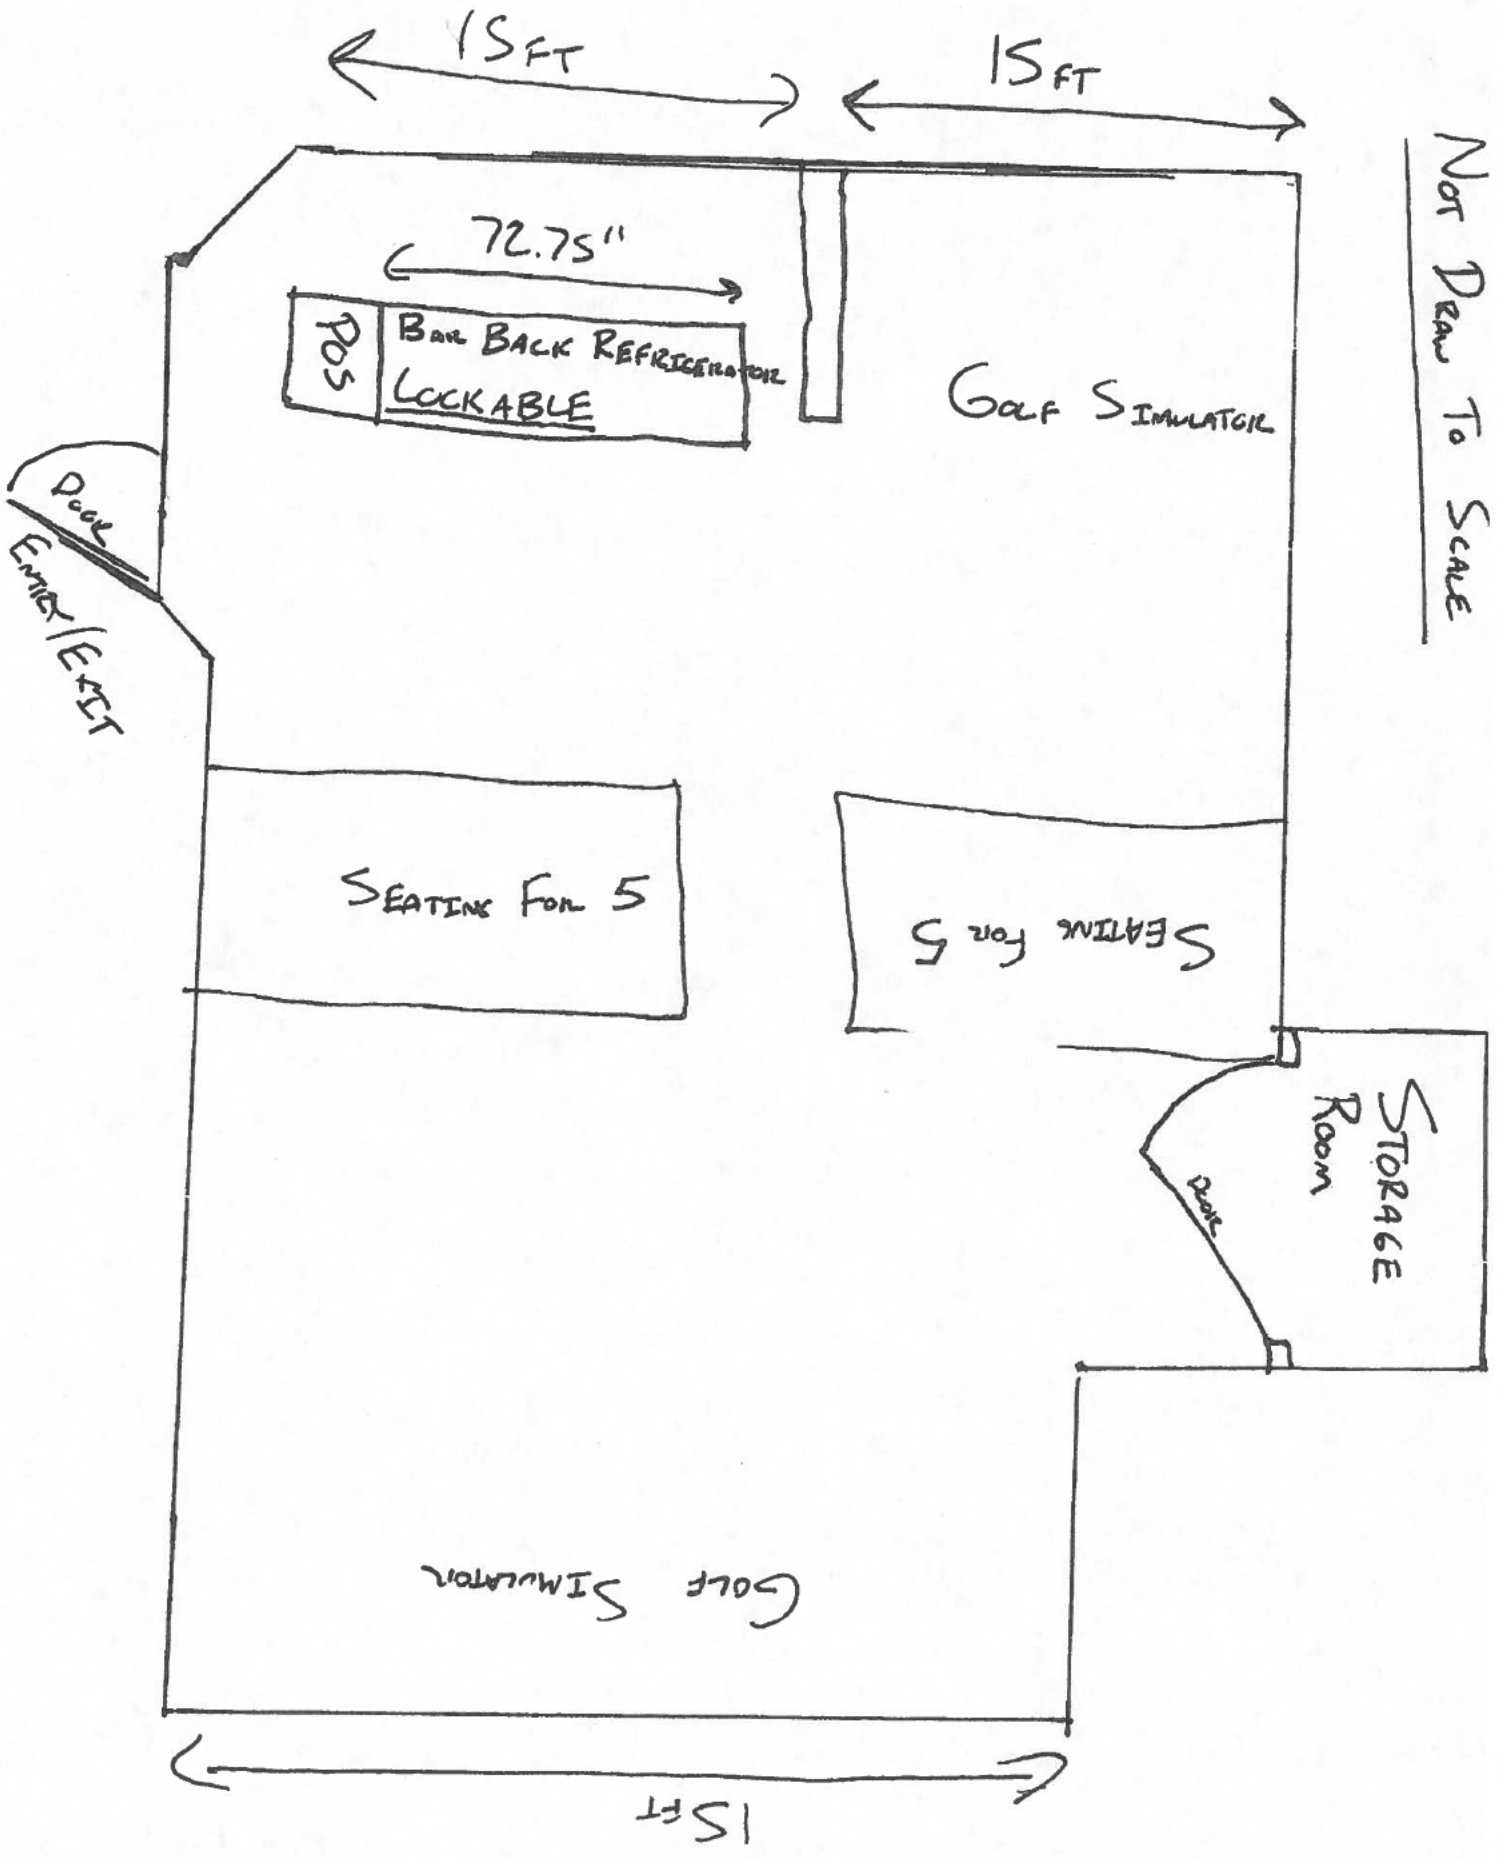 15 FT
15 FT
NOT DRAW TO SCALE
72.75"
POS
BAR BACK REFRIGERATOR
LOCKABLE
GOLF SIMULATOR
DOOR
ENTRY/EXIT
SEATING FOR 5
SEATING FOR 5
STORAGE
ROOM
DOOR
GOLF SIMULATOR
15 FT